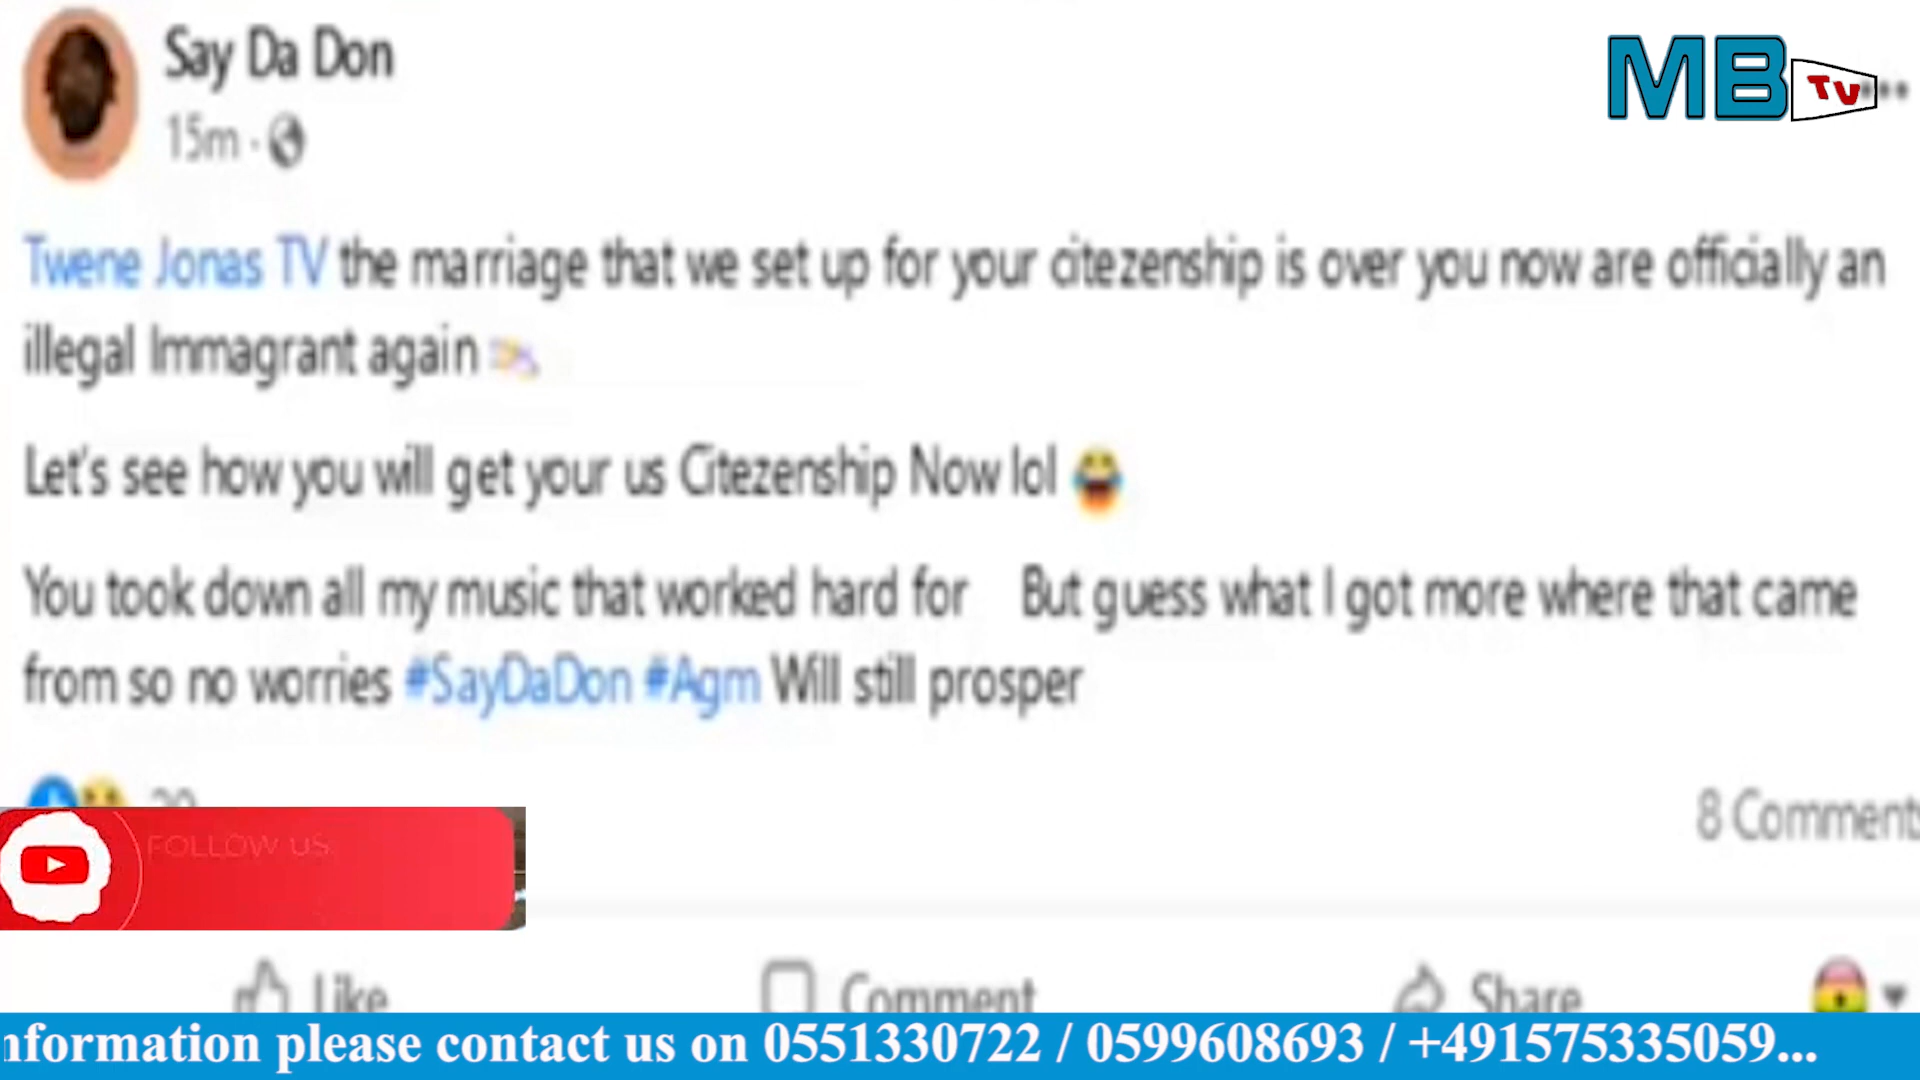 Say Da Don
15m ·
MB TV
Twene Jonas TV the marriage that we set up for your citezenship is over you now are officially an
illegal Immagrant again
Let's see how you will get your us Citezenship Now lol
You took down all my music that worked hard for But guess what I got more where that came
from so no worries #SayDaDon #Agm Will still prosper
8 Comments
FOLLOW US
Like Comment Share
nformation please contact us on 0551330722 / 0599608693 / +491575335059...